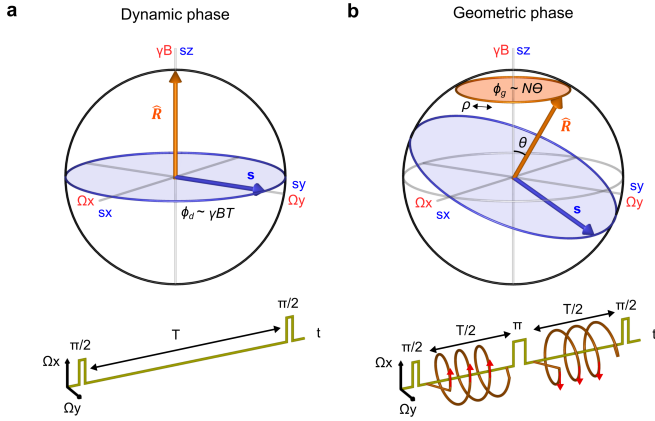 a
Dynamic phase
γB sz
R̂
s
sy
Ωx
Ωy
sx
ϕd ~ γBT
π/2
T
π/2
t
Ωx
Ωy
b
Geometric phase
γB sz
ϕg ~ NΘ
ρ
R̂
θ
s
sy
Ωx
Ωy
sx
π/2
T/2
π
T/2
π/2
t
Ωx
Ωy